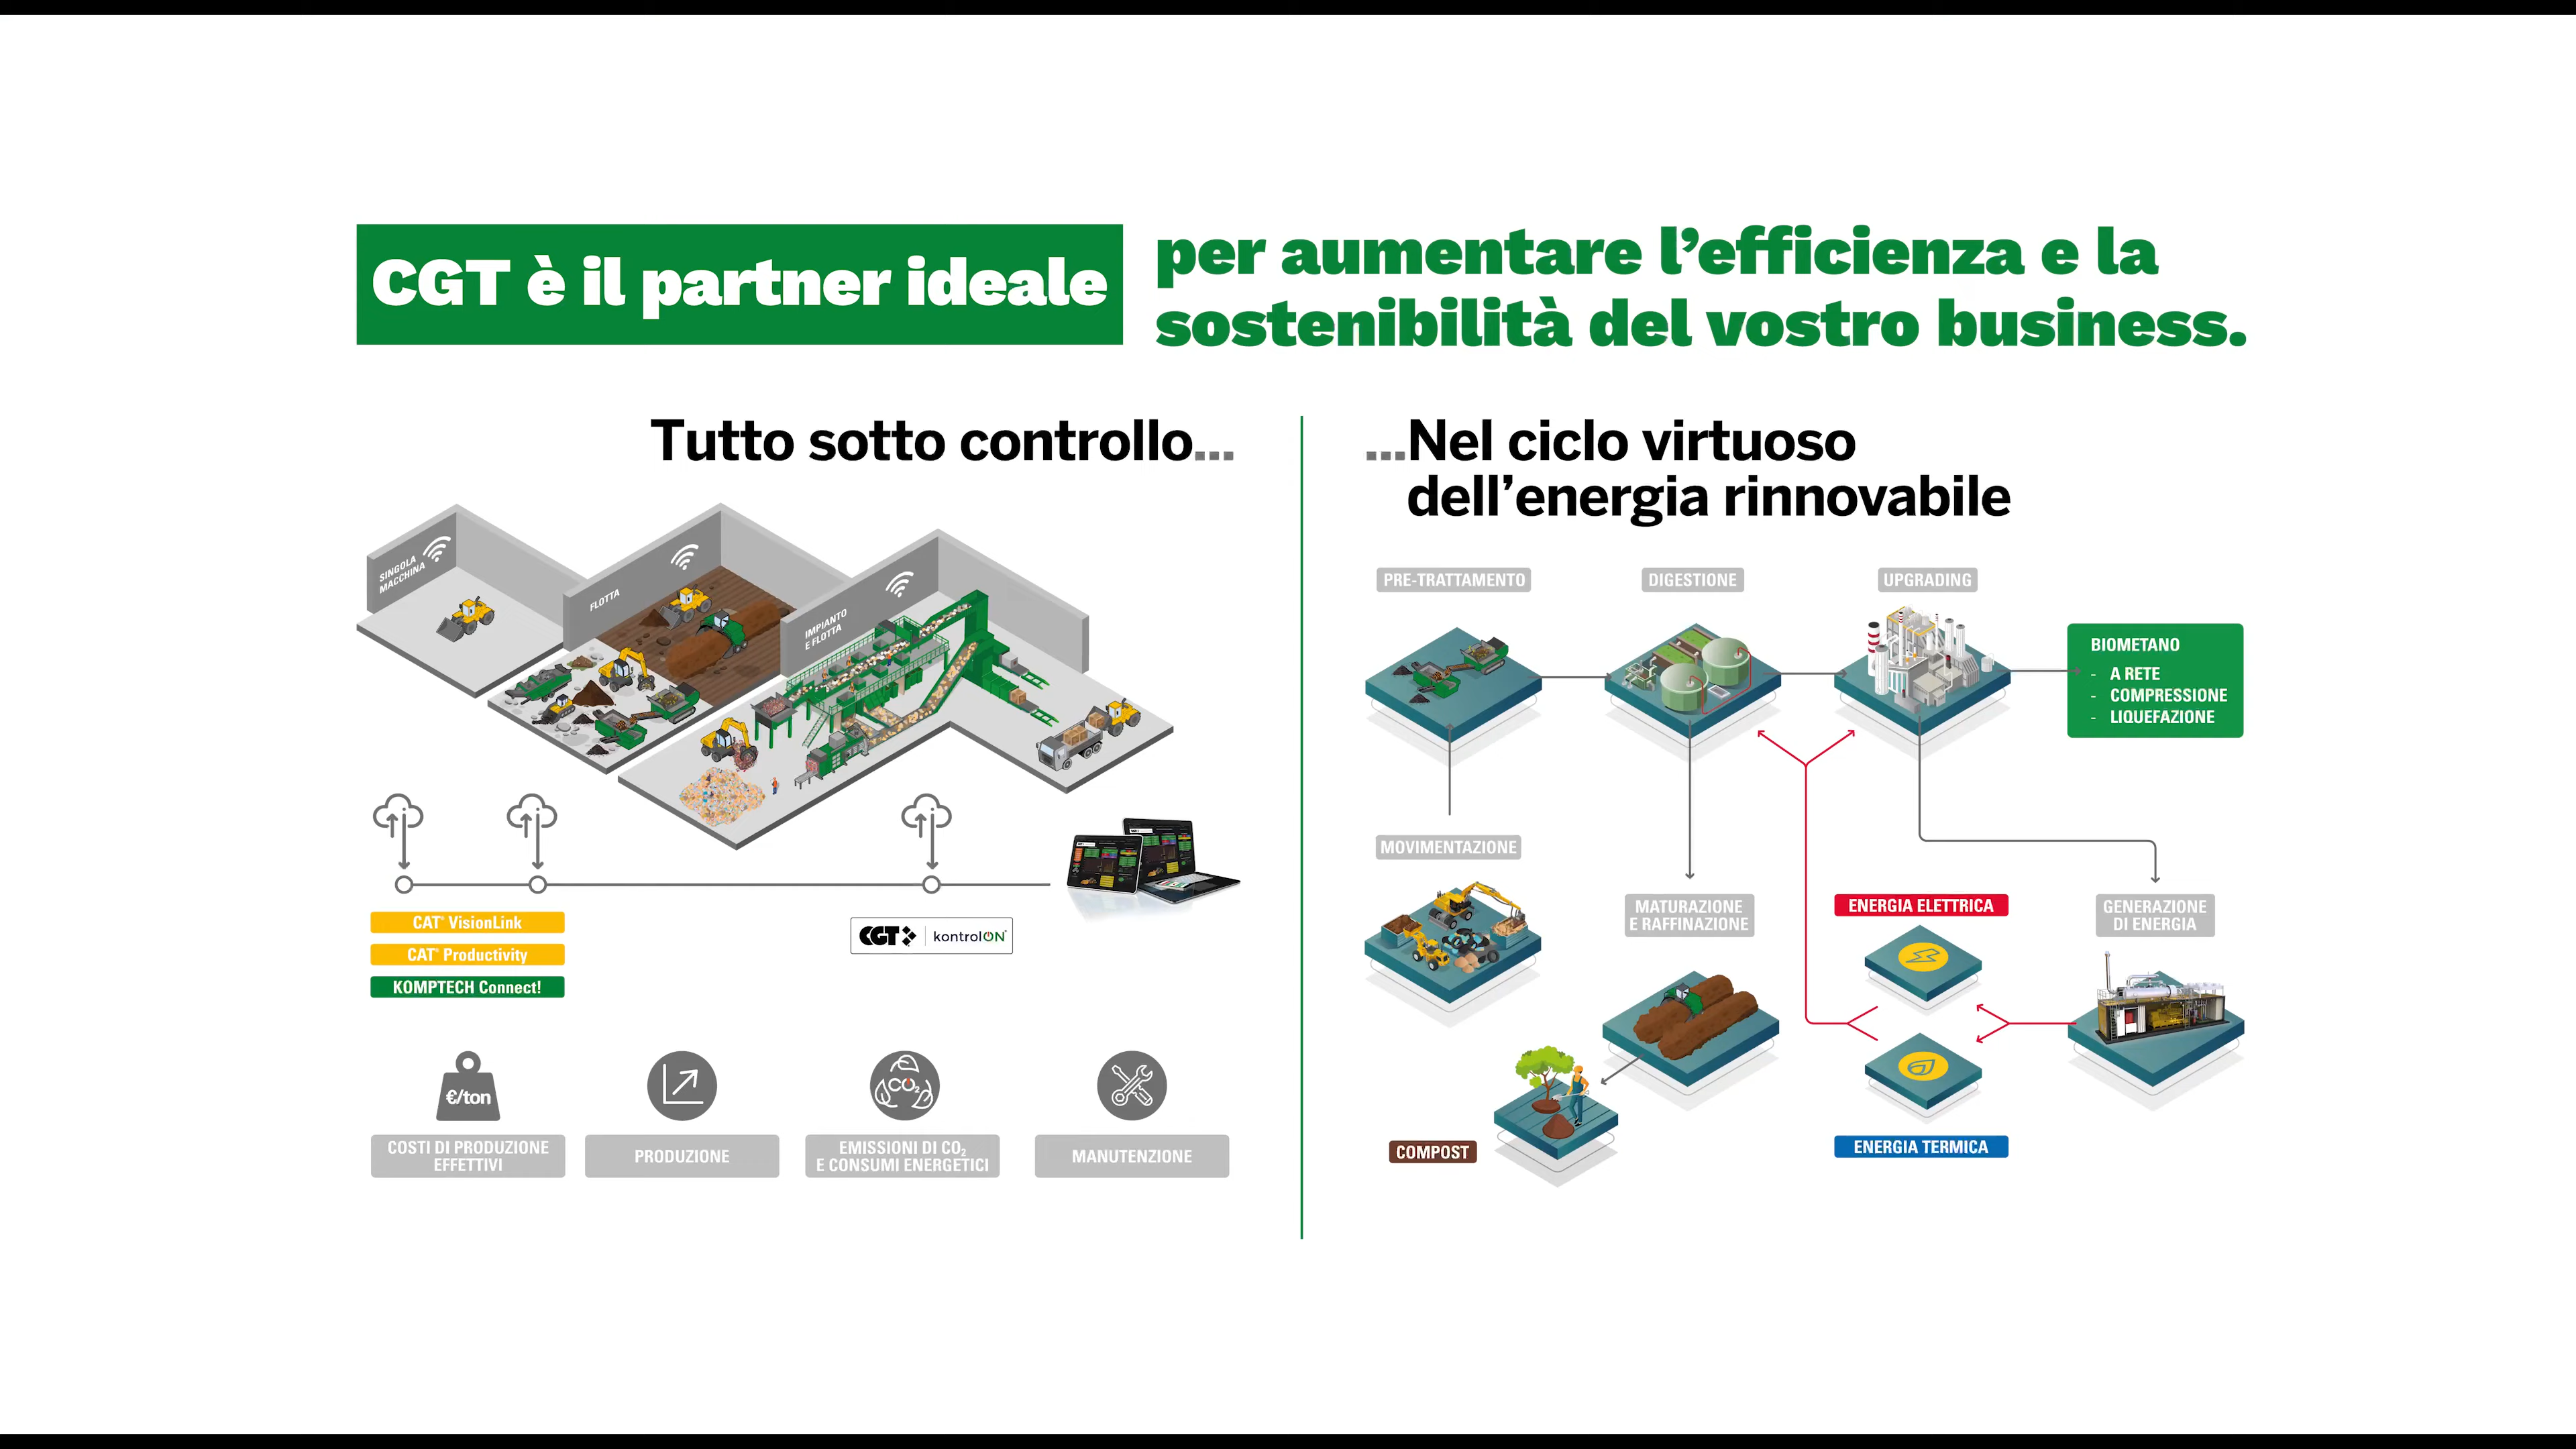 CGT è il partner ideale
per aumentare l’efficienza e la
sostenibilità del vostro business.
Tutto sotto controllo...
SINGOLA
MACCHINA
FLOTTA
IMPIANTO
E FLOTTA
CAT® VisionLink
CAT® Productivity
KOMPTECH Connect!
CGT kontrolON®
€/ton
COSTI DI PRODUZIONE
EFFETTIVI
PRODUZIONE
CO₂
EMISSIONI DI CO₂
E CONSUMI ENERGETICI
MANUTENZIONE
...Nel ciclo virtuoso
dell’energia rinnovabile
PRE-TRATTAMENTO
DIGESTIONE
UPGRADING
BIOMETANO
- A RETE
- COMPRESSIONE
- LIQUEFAZIONE
MOVIMENTAZIONE
MATURAZIONE
E RAFFINAZIONE
ENERGIA ELETTRICA
GENERAZIONE
DI ENERGIA
COMPOST
ENERGIA TERMICA